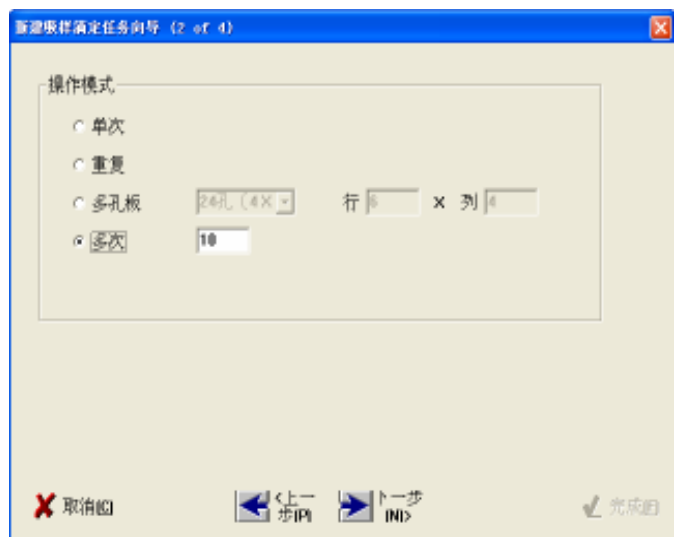 新建吸样滴定任务向导 (2 of 4)
操作模式
单次
重复
多孔板 24孔 (4X 行 6 X 列 4
多次 10
取消[C] <上一步[P] 下一步[N]> 完成[F]